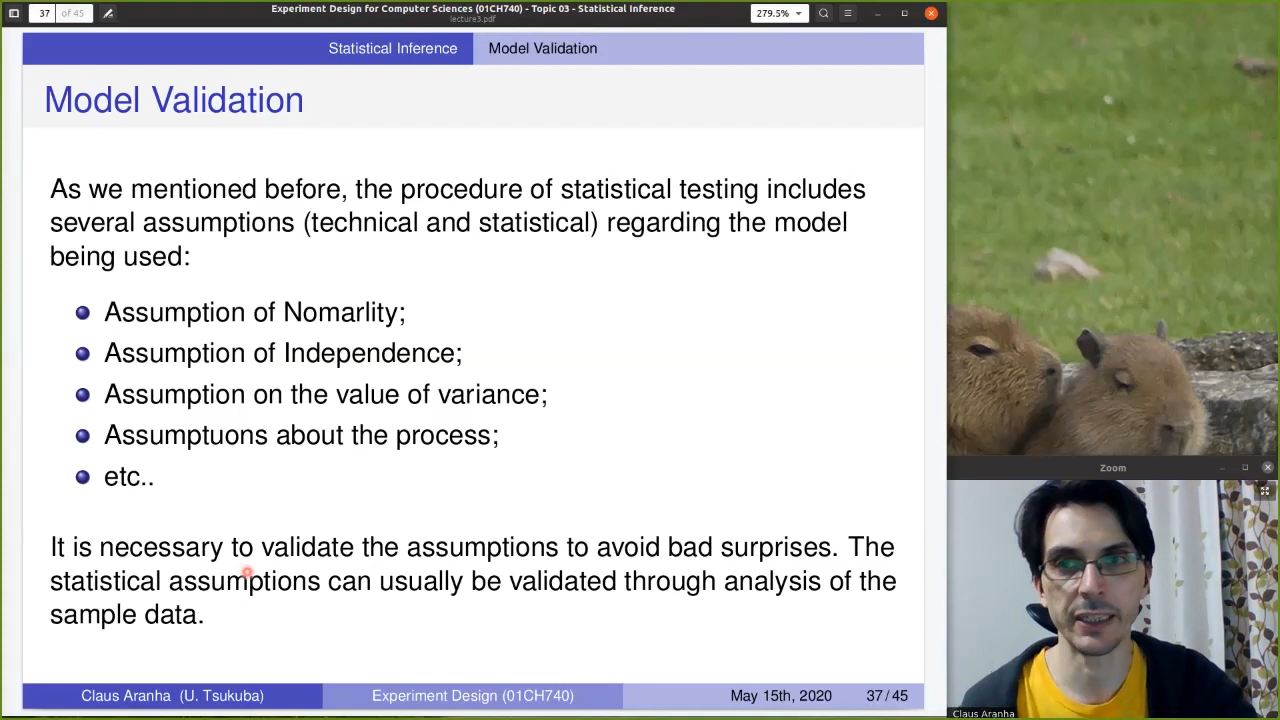 37 of 45
Experiment Design for Computer Sciences (01CH740) - Topic 03 - Statistical Inference
lecture3.pdf
279.5%
Statistical Inference Model Validation
Model Validation
As we mentioned before, the procedure of statistical testing includes
several assumptions (technical and statistical) regarding the model
being used:
Assumption of Nomarlity;
Assumption of Independence;
Assumption on the value of variance;
Assumptuons about the process;
etc..
It is necessary to validate the assumptions to avoid bad surprises. The
statistical assumptions can usually be validated through analysis of the
sample data.
Claus Aranha (U. Tsukuba) Experiment Design (01CH740) May 15th, 2020 37 / 45
Zoom
Claus Aranha